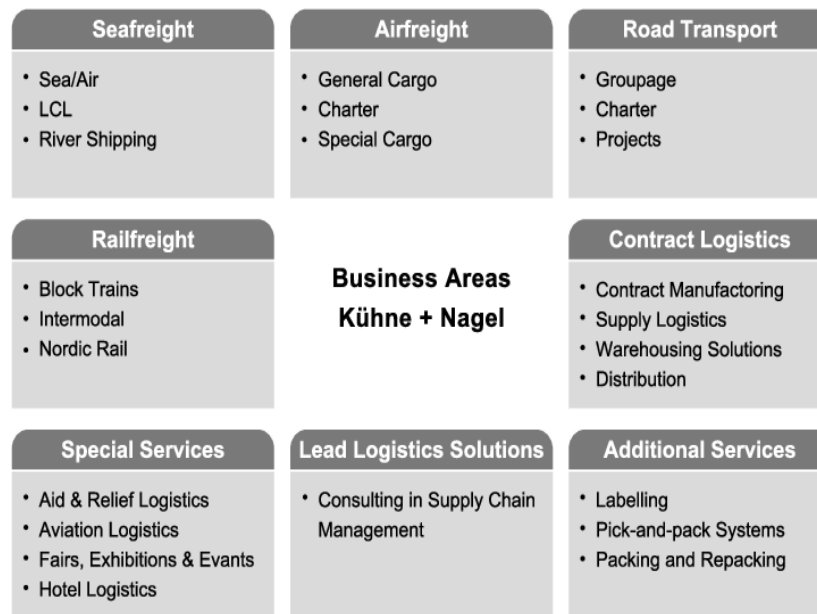 Seafreight
• Sea/Air
• LCL
• River Shipping
Airfreight
• General Cargo
• Charter
• Special Cargo
Road Transport
• Groupage
• Charter
• Projects
Railfreight
• Block Trains
• Intermodal
• Nordic Rail
Business Areas
Kühne + Nagel
Contract Logistics
• Contract Manufactoring
• Supply Logistics
• Warehousing Solutions
• Distribution
Special Services
• Aid & Relief Logistics
• Aviation Logistics
• Fairs, Exhibitions & Evants
• Hotel Logistics
Lead Logistics Solutions
• Consulting in Supply Chain
Management
Additional Services
• Labelling
• Pick-and-pack Systems
• Packing and Repacking